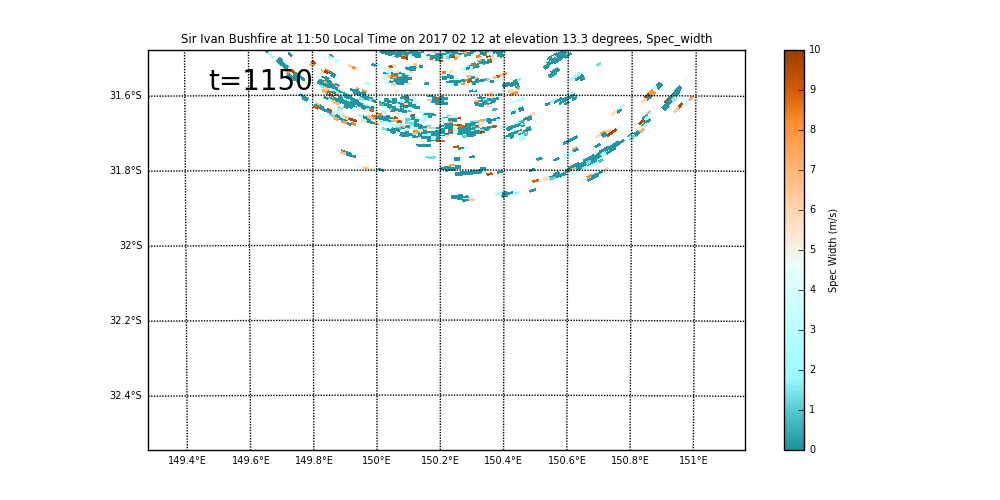 Sir Ivan Bushfire at 11:50 Local Time on 2017 02 12 at elevation 13.3 degrees, Spec_width
t=1150
31.6°S
31.8°S
32°S
32.2°S
32.4°S
149.4°E 149.6°E 149.8°E 150°E 150.2°E 150.4°E 150.6°E 150.8°E 151°E
10
9
8
7
6
5
4
3
2
1
0
Spec Width (m/s)